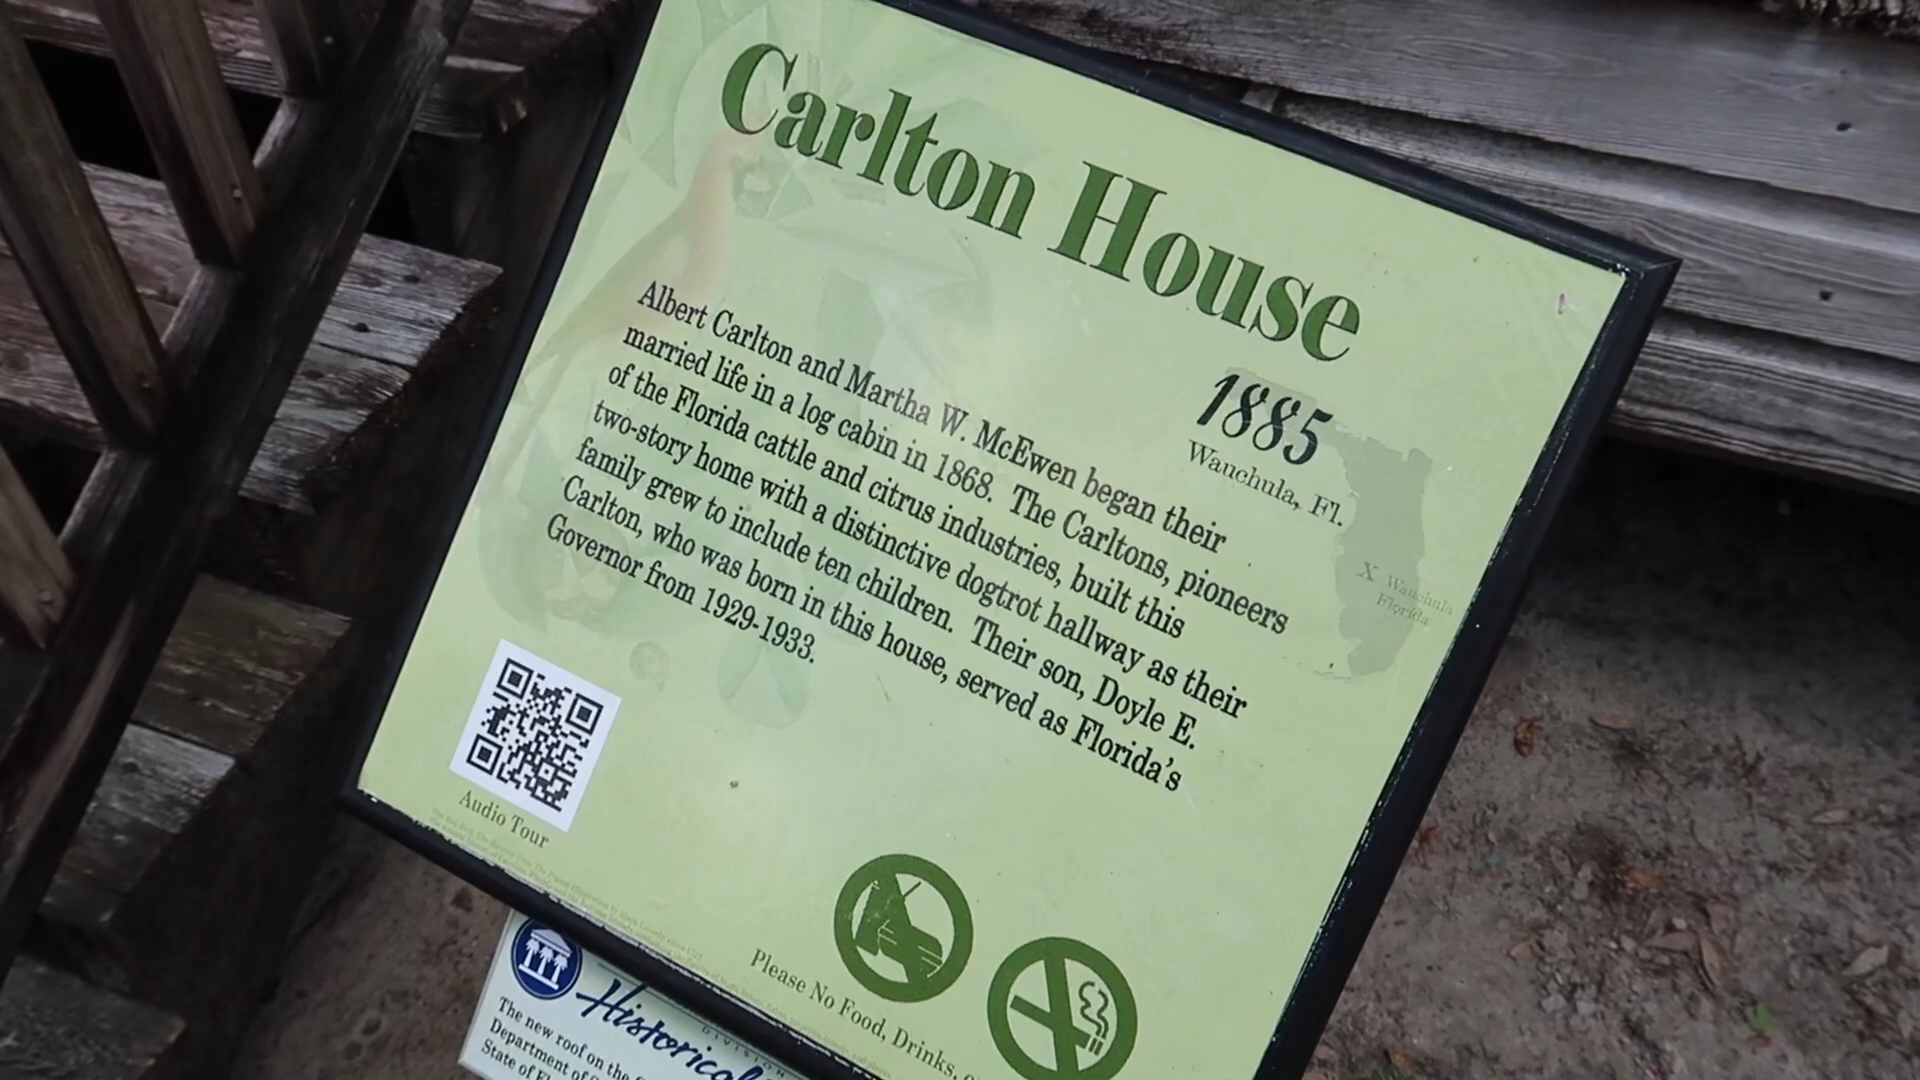 Carlton House
1885
Wauchula, Fl.
Albert Carlton and Martha W. McEwen began their
married life in a log cabin in 1868. The Carltons, pioneers
of the Florida cattle and citrus industries, built this
two-story home with a distinctive dogtrot hallway as their
family grew to include ten children. Their son, Doyle E.
Carlton, who was born in this house, served as Florida's
Governor from 1929-1933.
X Wauchula
Florida
Audio Tour
Please No Food, Drinks,
Historical
DIVISION
The new roof on the
Department of
State of